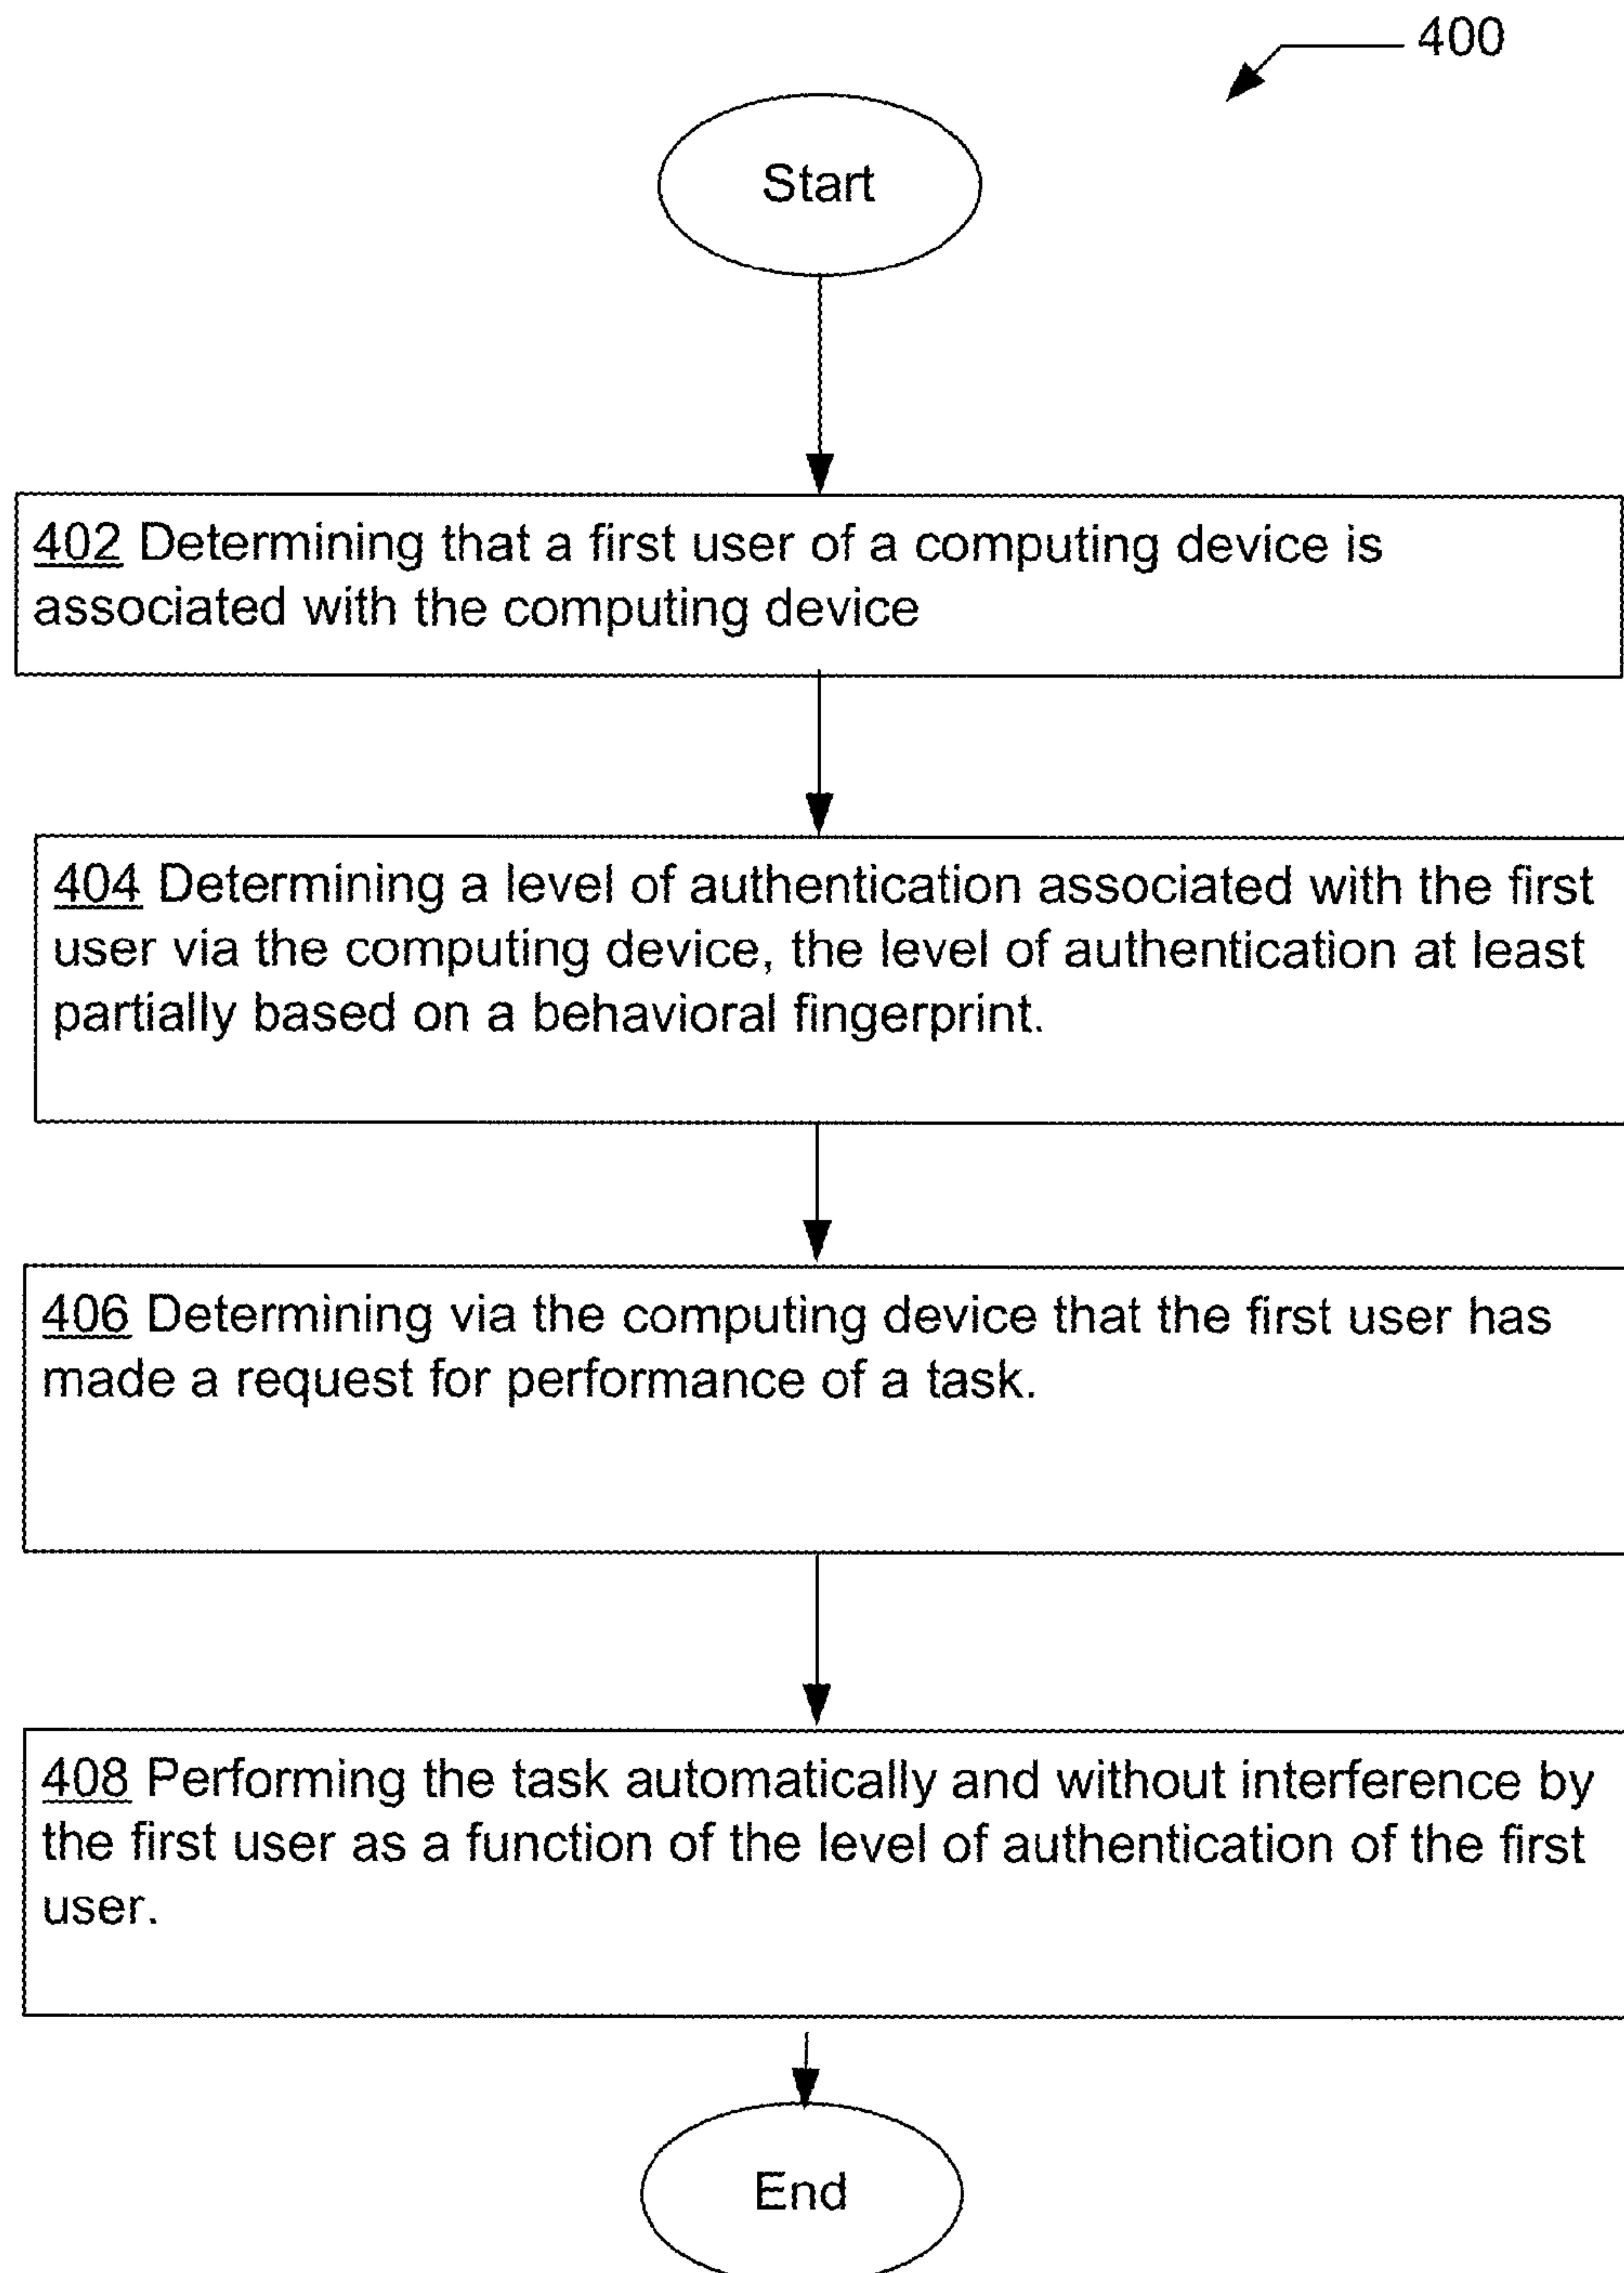 400
Start
402 Determining that a first user of a computing device is
associated with the computing device
404 Determining a level of authentication associated with the first
user via the computing device, the level of authentication at least
partially based on a behavioral fingerprint.
406 Determining via the computing device that the first user has
made a request for performance of a task.
408 Performing the task automatically and without interference by
the first user as a function of the level of authentication of the first
user.
End